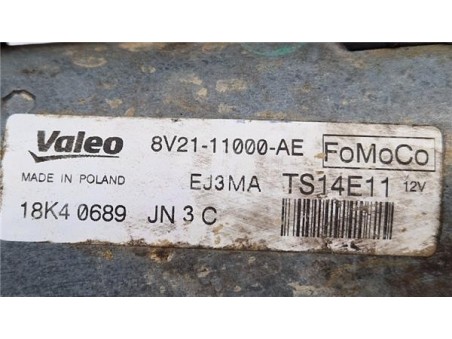 Valeo 8V21-11000-AE FoMoCo
MADE IN POLAND EJ3MA TS14E11 12V
18K4 0689 JN 3 C